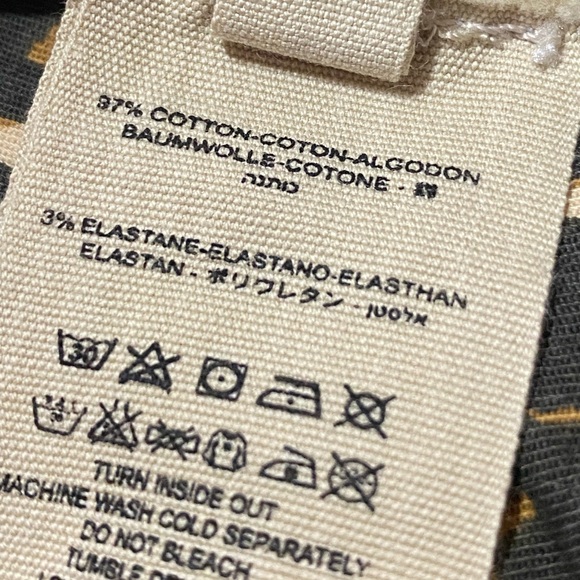 97% COTTON-COTON-ALGODON
BAUMWOLLE-COTONE - 綿
כותנה
3% ELASTANE-ELASTANO-ELASTHAN
ELASTAN - ポリウレタン - אלסטן
30
TURN INSIDE OUT
MACHINE WASH COLD SEPARATELY
DO NOT BLEACH
TUMBLE